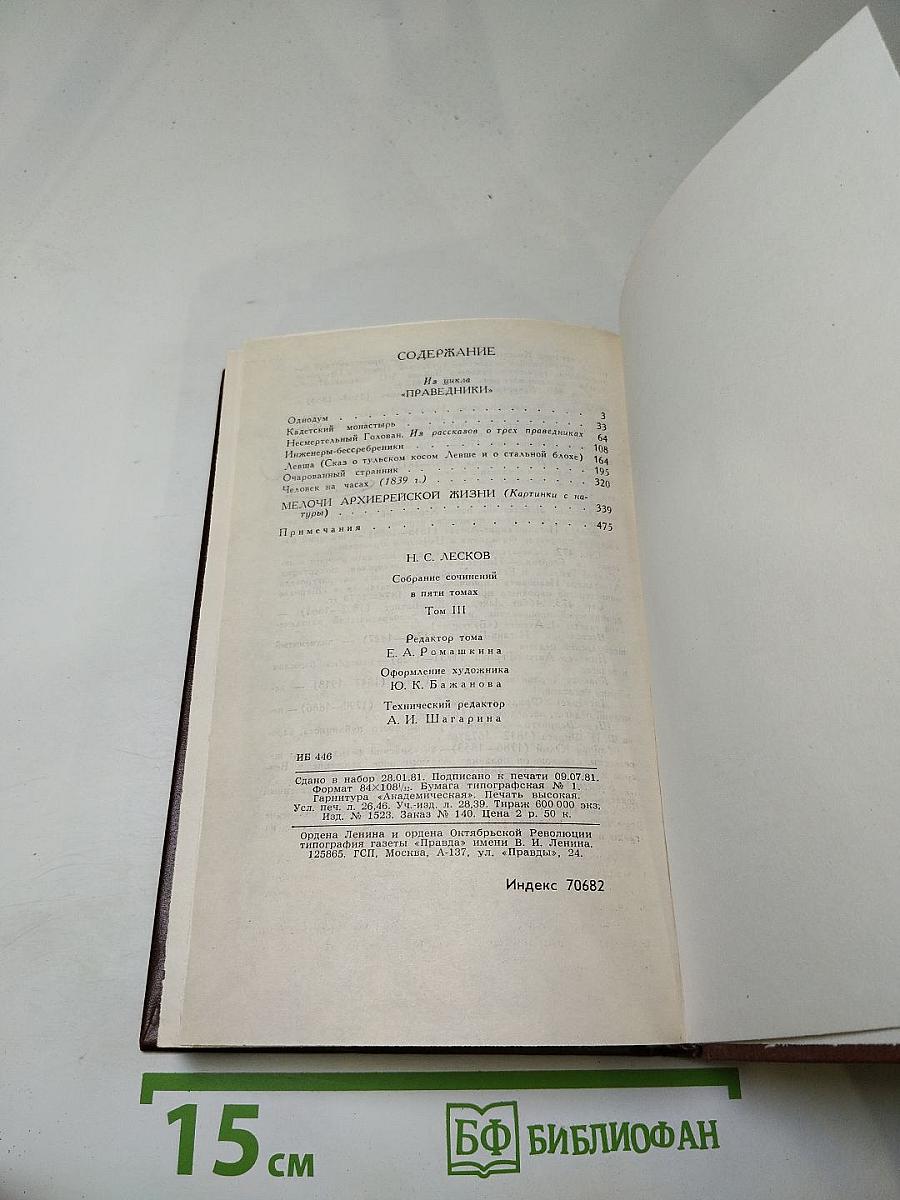 СОДЕРЖАНИЕ
Из цикла
«ПРАВЕДНИКИ»
Однодум . . . . . . . . . . . . . . . 3
Кадетский монастырь . . . . . . . . . . . 33
Несмертельный Голован. Из рассказов о трех праведниках 64
Инженеры-бессребреники . . . . . . . . . . 108
Левша (Сказ о тульском косом Левше и о стальной блохе) 164
Очарованный странник . . . . . . . . . . . 195
Человек на часах (1839 г.) . . . . . . . . . 320
МЕЛОЧИ АРХИЕРЕЙСКОЙ ЖИЗНИ (Картинки с на-
туры) . . . . . . . . . . . . . . . 339
Примечания . . . . . . . . . . . . . 475
Н. С. ЛЕСКОВ
Собрание сочинений
в пяти томах
Том III
Редактор тома
Е. А. Ромашкина
Оформление художника
Ю. К. Бажанова
Технический редактор
А. И. Шагарина
ИБ 446
Сдано в набор 28.01.81. Подписано к печати 09.07.81.
Формат 84×108¹/₃₂. Бумага типографская № 1.
Гарнитура «Академическая». Печать высокая.
Усл. печ. л. 26,46. Уч.-изд. л. 28,39. Тираж 600 000 экз.
Изд. № 1523. Заказ № 140. Цена 2 р. 50 к.
Ордена Ленина и ордена Октябрьской Революции
типография газеты «Правда» имени В. И. Ленина.
125865. ГСП, Москва, А-137, ул. «Правды», 24.
Индекс 70682
15 см
БФ БИБЛИОФАН